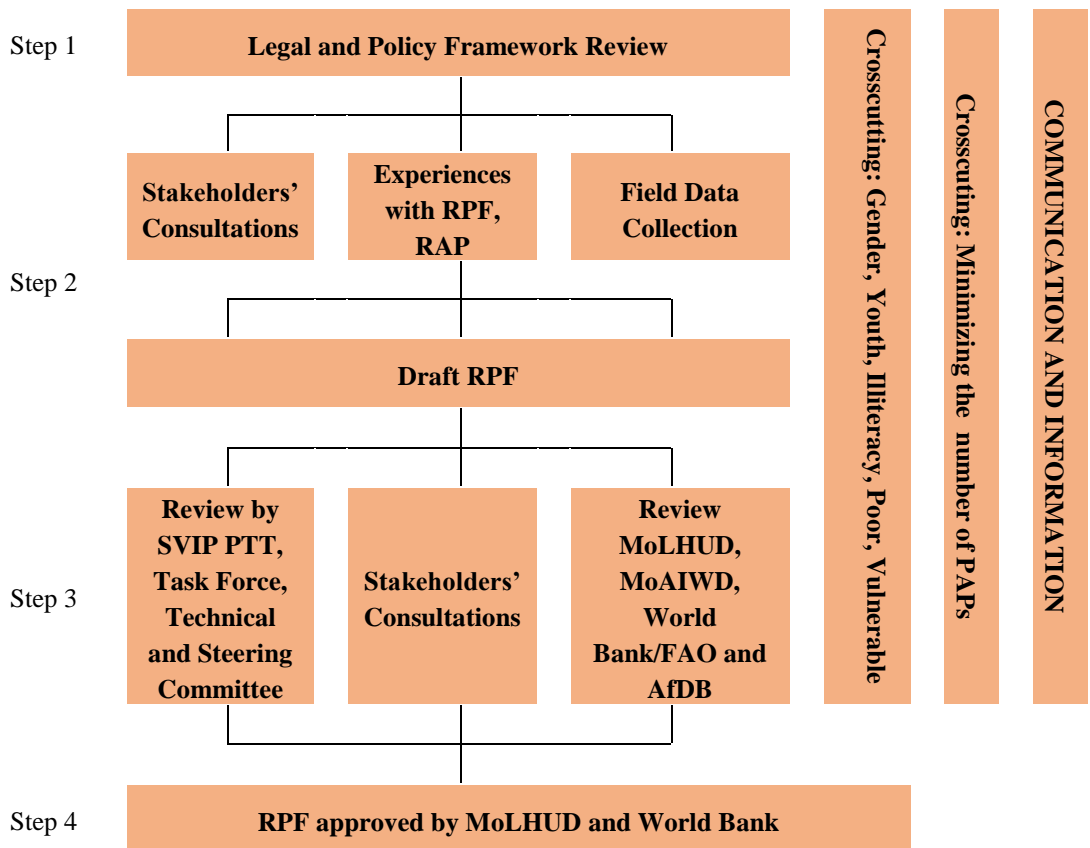 Step 1
Legal and Policy Framework Review
Stakeholders’
Consultations
Experiences
with RPF,
RAP
Field Data
Collection
Step 2
Draft RPF
Step 3
Review by
SVIP PTT,
Task Force,
Technical
and Steering
Committee
Stakeholders’
Consultations
Review
MoLHUD,
MoAIWD,
World
Bank/FAO and
AfDB
Step 4
RPF approved by MoLHUD and World Bank
Crosscutting: Gender, Youth, Illiteracy, Poor, Vulnerable
Crosscuting: Minimizing the number of PAPs
COMMUNICATION AND INFORMATION